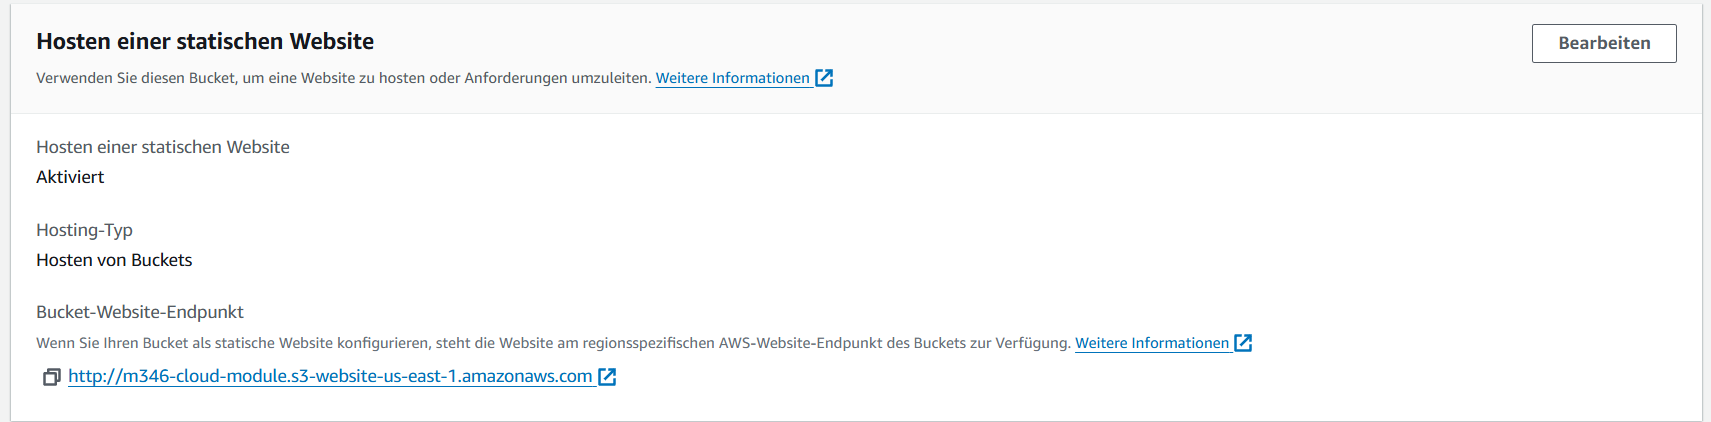 Hosten einer statischen Website
Bearbeiten
Verwenden Sie diesen Bucket, um eine Website zu hosten oder Anforderungen umzuleiten. Weitere Informationen
Hosten einer statischen Website
Aktiviert
Hosting-Typ
Hosten von Buckets
Bucket-Website-Endpunkt
Wenn Sie Ihren Bucket als statische Website konfigurieren, steht die Website am regionsspezifischen AWS-Website-Endpunkt des Buckets zur Verfügung. Weitere Informationen
http://m346-cloud-module.s3-website-us-east-1.amazonaws.com